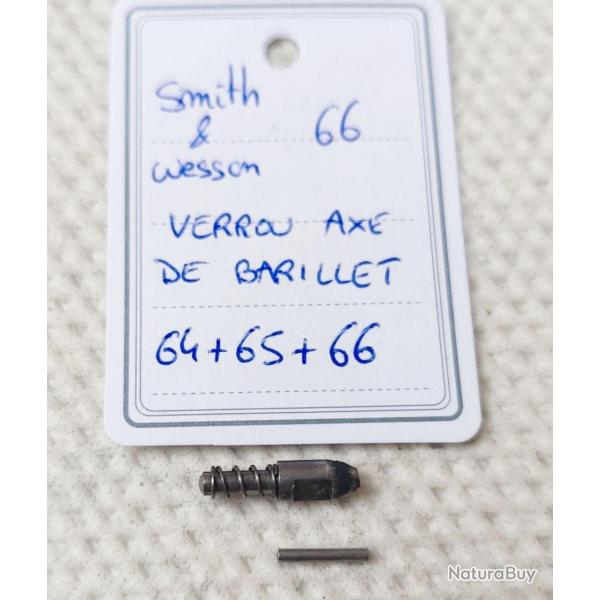 Smith
& 66
Wesson
VERROU AXE
DE BARILLET
64+65+66
NaturaBuy